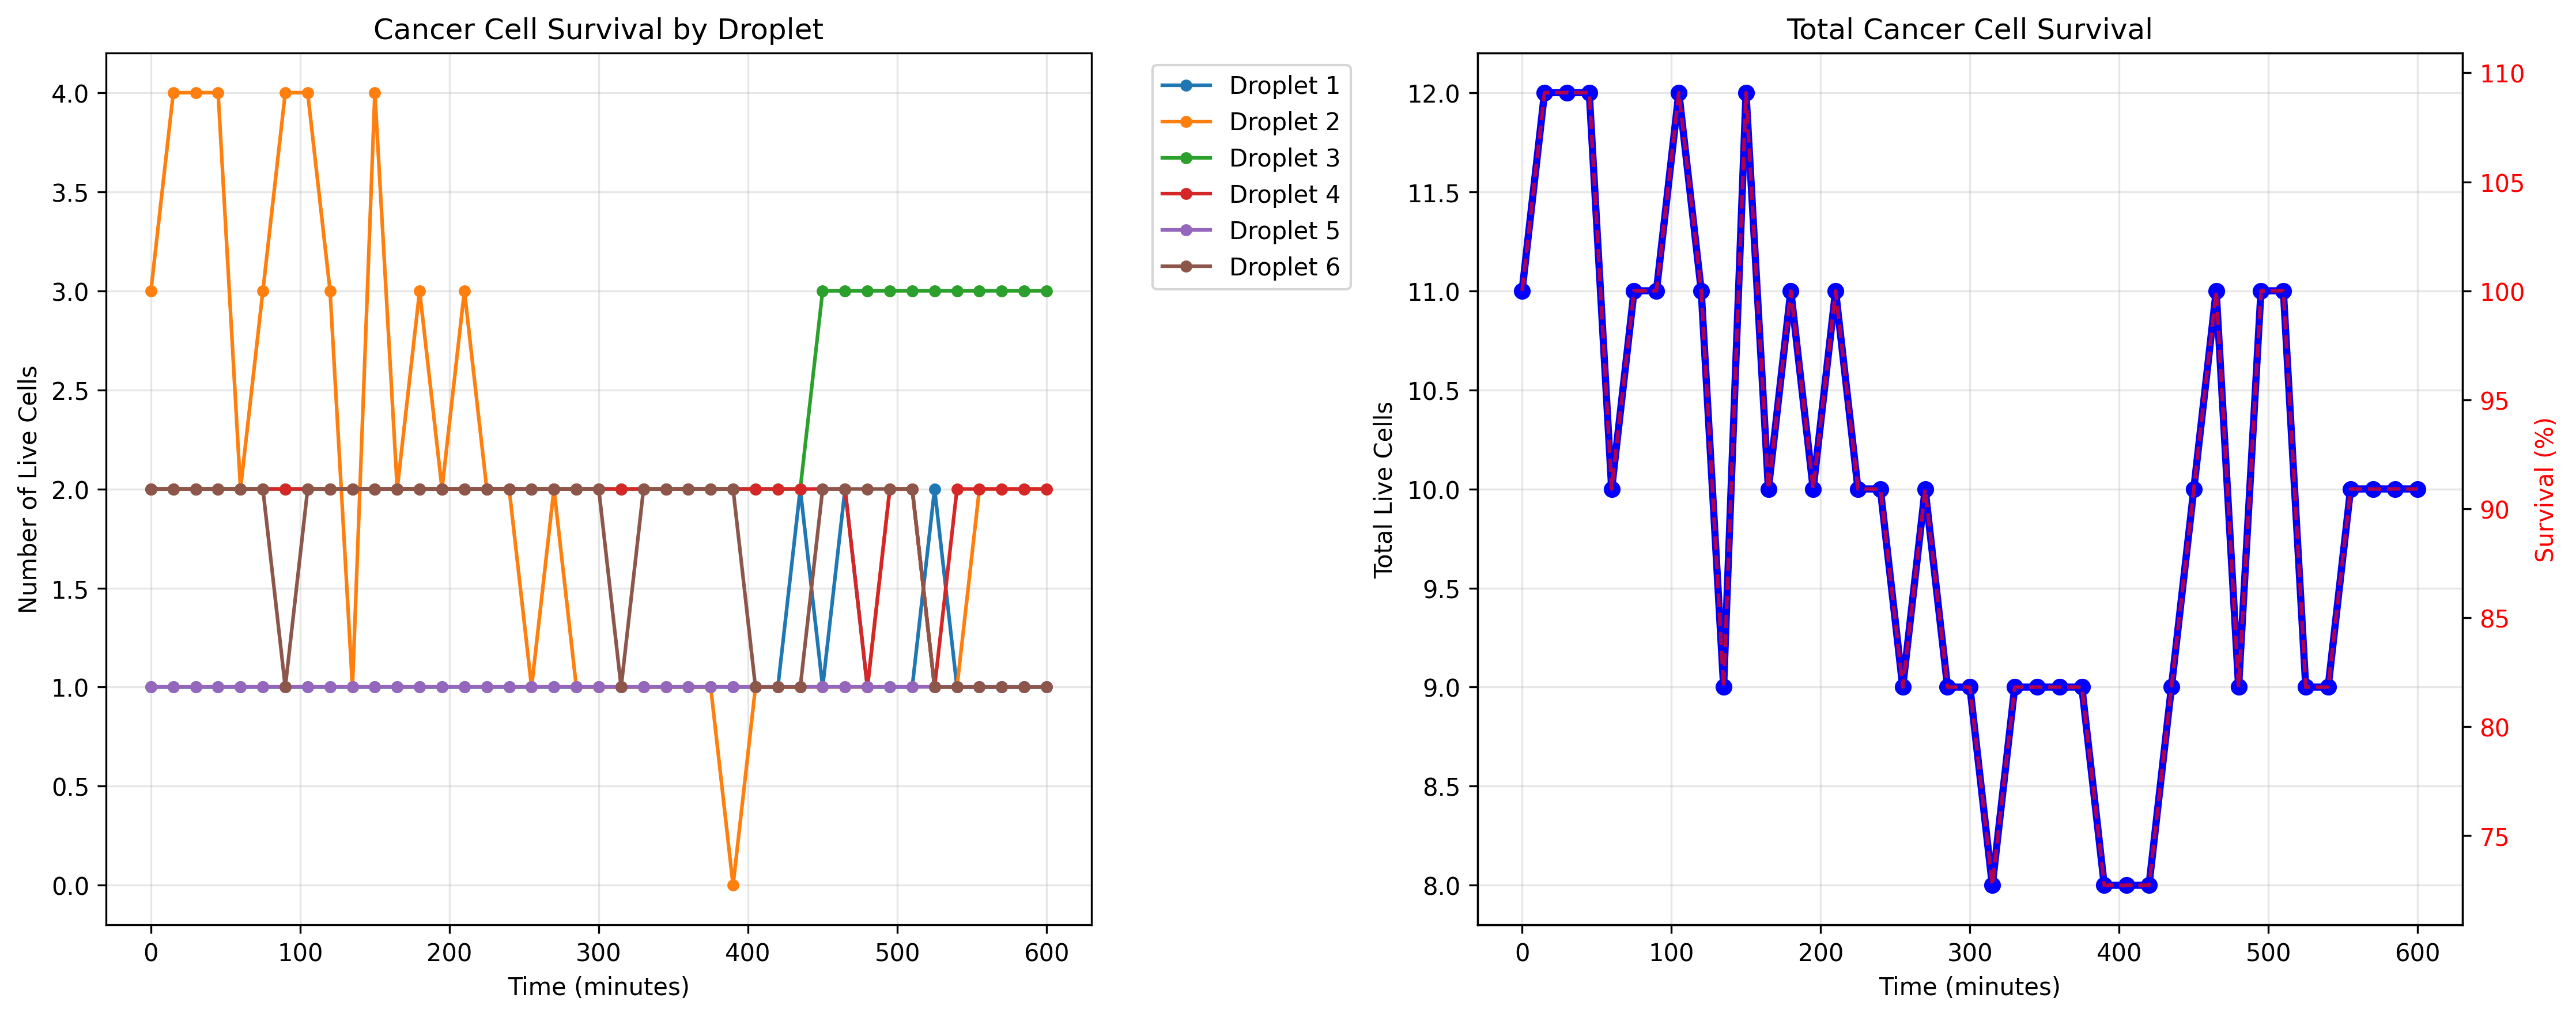 Cancer Cell Survival by Droplet
Number of Live Cells
4.0
3.5
3.0
2.5
2.0
1.5
1.0
0.5
0.0
0 100 200 300 400 500 600
Time (minutes)
Droplet 1
Droplet 2
Droplet 3
Droplet 4
Droplet 5
Droplet 6
Total Cancer Cell Survival
Total Live Cells
12.0
11.5
11.0
10.5
10.0
9.5
9.0
8.5
8.0
0 100 200 300 400 500 600
Time (minutes)
110
105
100
95
90
85
80
75
Survival (%)